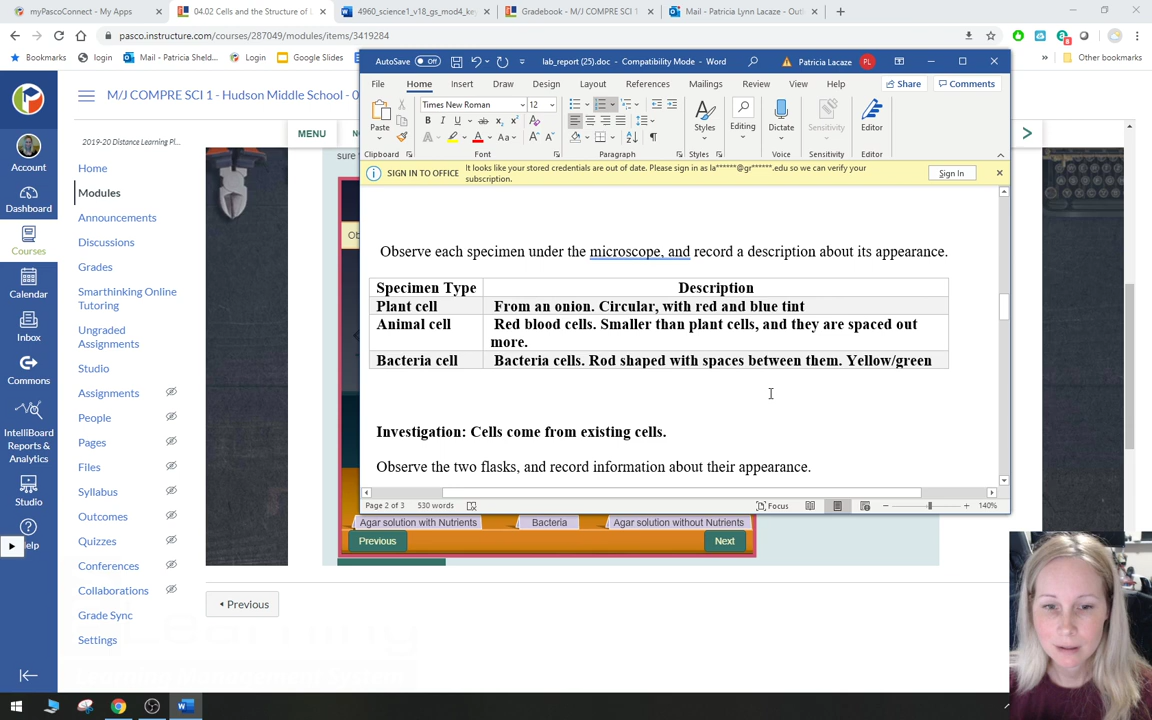 myPascoConnect - My Apps
04.02 Cells and the Structure of L
4960_science1_v18_gs_mod4_key
Gradebook - M/J COMPRE SCI 1
Mail - Patricia Lynn Lacaze - Outl
pasco.instructure.com/courses/287049/modules/items/3419284
Bookmarks
login
Mail - Patricia Sheld...
Login
Google Slides
Other bookmarks
M/J COMPRE SCI 1 - Hudson Middle School - 0
2019-20 Distance Learning Pl...
MENU
Account
Dashboard
Courses
Calendar
Inbox
Commons
IntelliBoard
Reports &
Analytics
Studio
elp
Home
Modules
Announcements
Discussions
Grades
Smarthinking Online
Tutoring
Ungraded
Assignments
Studio
Assignments
People
Pages
Files
Syllabus
Outcomes
Quizzes
Conferences
Collaborations
Grade Sync
Settings
AutoSave Off
lab_report (25).doc - Compatibility Mode - Word
Patricia Lacaze PL
File Home Insert Draw Design Layout References Mailings Review View Help
Share Comments
Times New Roman 12
Paste
Styles
Editing
Dictate
Sensitivity
Editor
Clipboard Font Paragraph Styles Voice Sensitivity Editor
SIGN IN TO OFFICE It looks like your stored credentials are out of date. Please sign in as la******@gr******.edu so we can verify your
subscription.
Sign In
Observe each specimen under the microscope, and record a description about its appearance.
Specimen Type Description
Plant cell From an onion. Circular, with red and blue tint
Animal cell Red blood cells. Smaller than plant cells, and they are spaced out
more.
Bacteria cell Bacteria cells. Rod shaped with spaces between them. Yellow/green
Investigation: Cells come from existing cells.
Observe the two flasks, and record information about their appearance.
Page 2 of 3 530 words
Focus
140%
Agar solution with Nutrients
Bacteria
Agar solution without Nutrients
Previous
Next
Previous